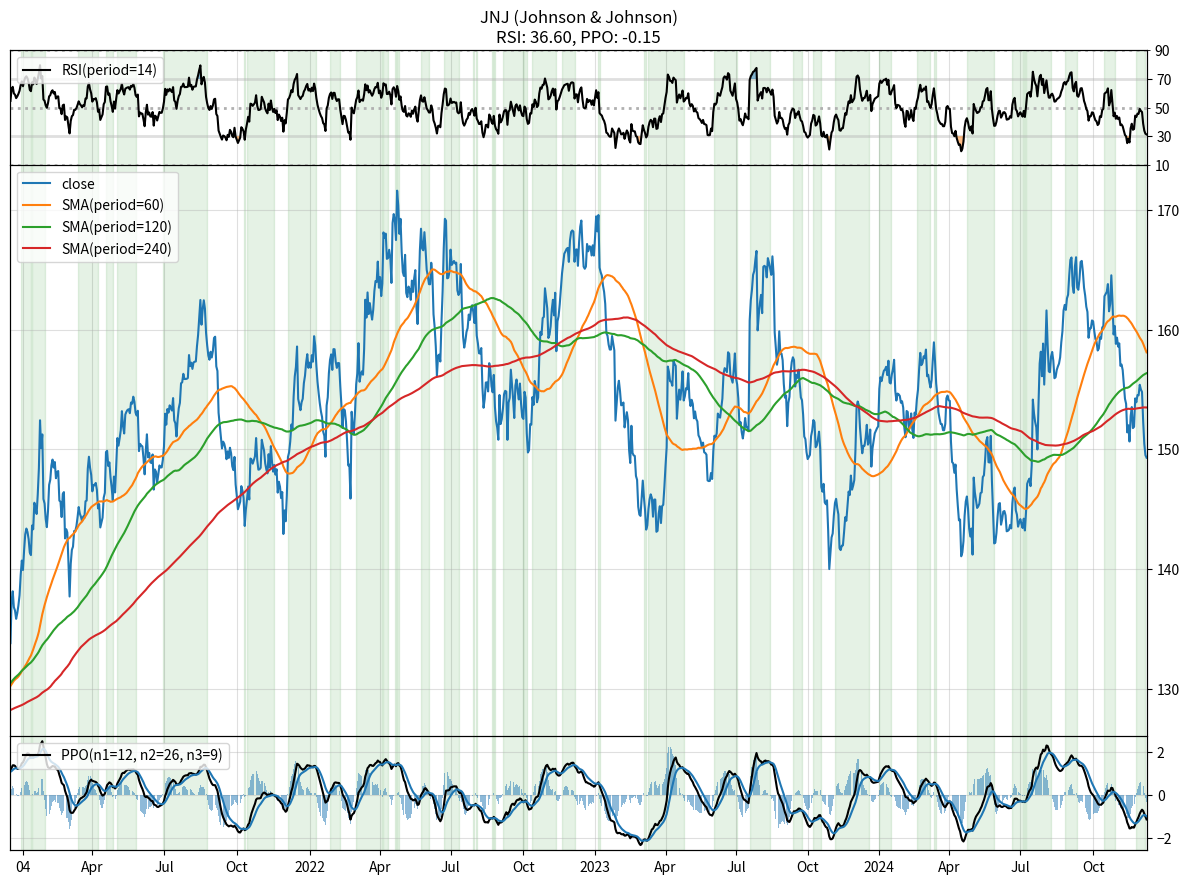 JNJ (Johnson & Johnson)
RSI: 36.60, PPO: -0.15
RSI(period=14)
90
70
50
30
10
close
SMA(period=60)
SMA(period=120)
SMA(period=240)
170
160
150
140
130
PPO(n1=12, n2=26, n3=9)
2
0
−2
04 Apr Jul Oct 2022 Apr Jul Oct 2023 Apr Jul Oct 2024 Apr Jul Oct